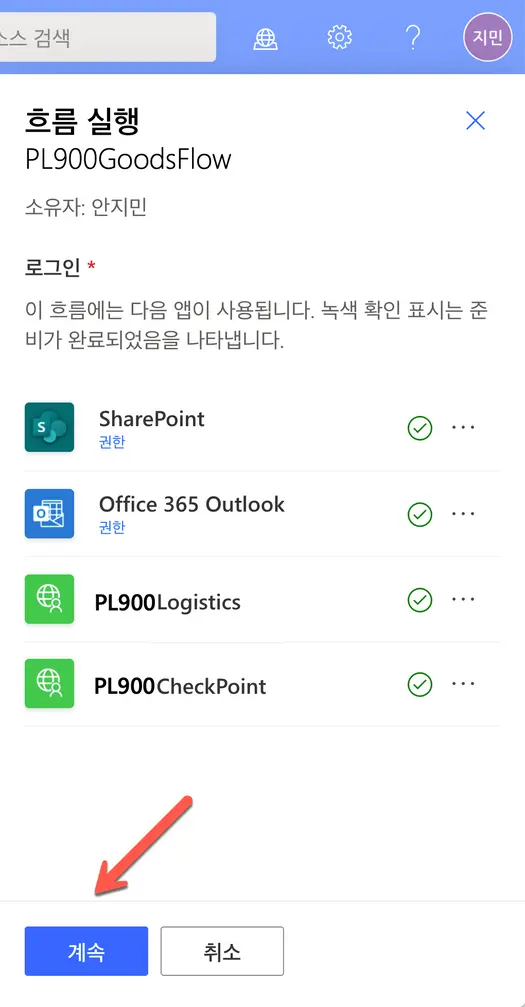 소스 검색
?
지민
흐름 실행
PL900GoodsFlow
소유자: 안지민
로그인 *
이 흐름에는 다음 앱이 사용됩니다. 녹색 확인 표시는 준
비가 완료되었음을 나타냅니다.
SharePoint
권한
Office 365 Outlook
권한
PL900Logistics
PL900CheckPoint
계속
취소